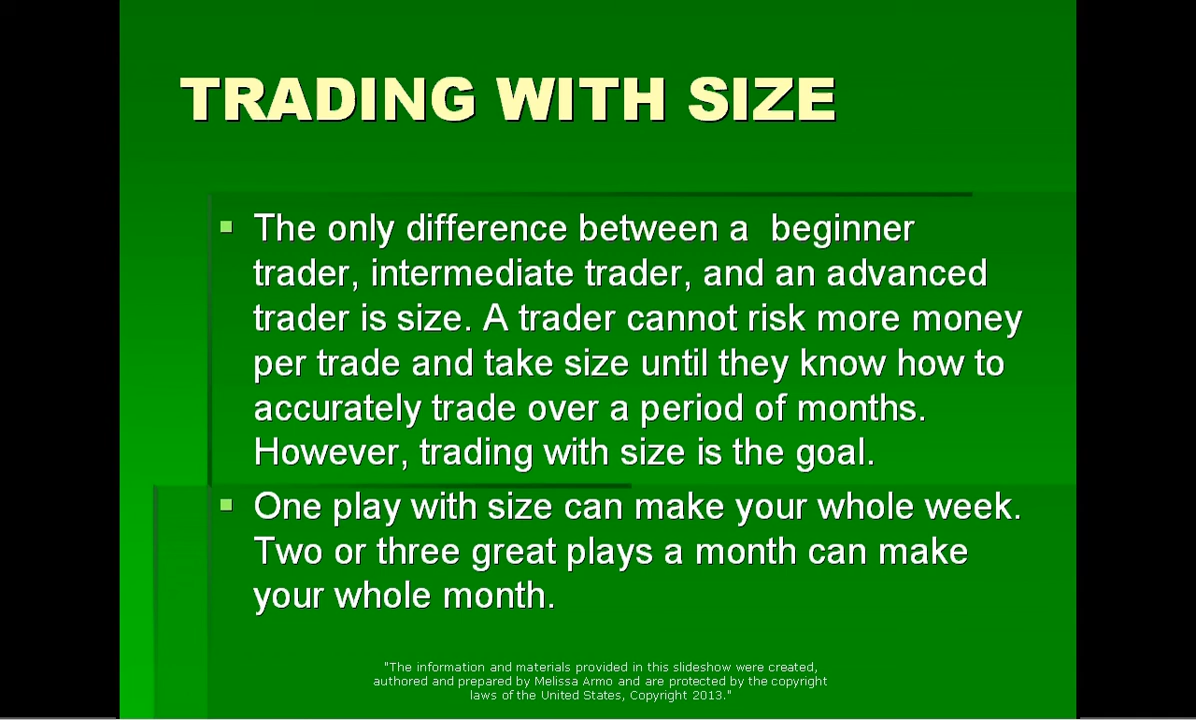 TRADING WITH SIZE
The only difference between a  beginner
trader, intermediate trader, and an advanced
trader is size. A trader cannot risk more money
per trade and take size until they know how to
accurately trade over a period of months.
However, trading with size is the goal.
One play with size can make your whole week.
Two or three great plays a month can make
your whole month.
"The information and materials provided in this slideshow were created,
authored and prepared by Melissa Armo and are protected by the copyright
laws of the United States, Copyright 2013."